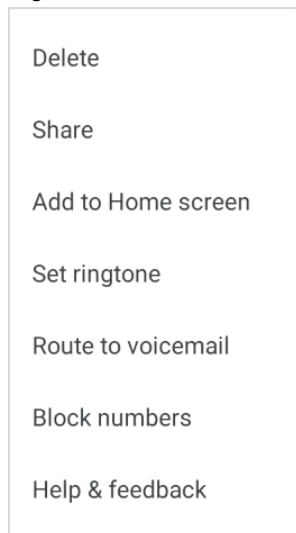 Delete
Share
Add to Home screen
Set ringtone
Route to voicemail
Block numbers
Help & feedback